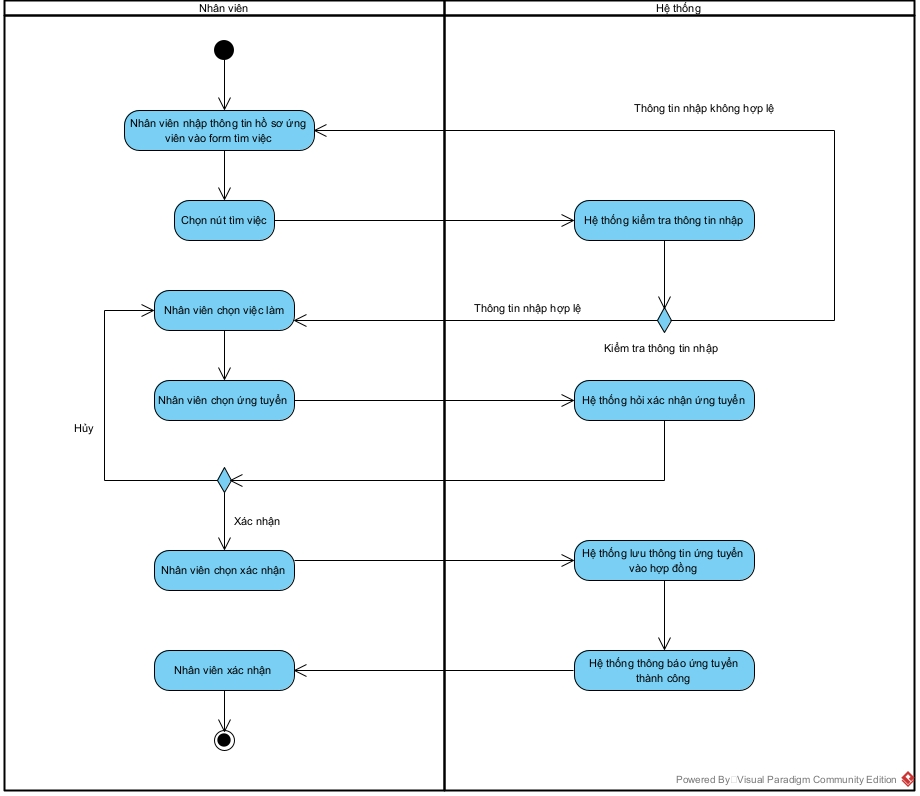 Nhân viên
Hệ thống
Thông tin nhập không hợp lệ
Nhân viên nhập thông tin hồ sơ ứng
viên vào form tìm việc
Chọn nút tìm việc
Hệ thống kiểm tra thông tin nhập
Nhân viên chọn việc làm
Thông tin nhập hợp lệ
Kiểm tra thông tin nhập
Nhân viên chọn ứng tuyển
Hệ thống hỏi xác nhận ứng tuyển
Hủy
Xác nhận
Nhân viên chọn xác nhận
Hệ thống lưu thông tin ứng tuyển
vào hợp đồng
Nhân viên xác nhận
Hệ thống thông báo ứng tuyển
thành công
Powered By Visual Paradigm Community Edition